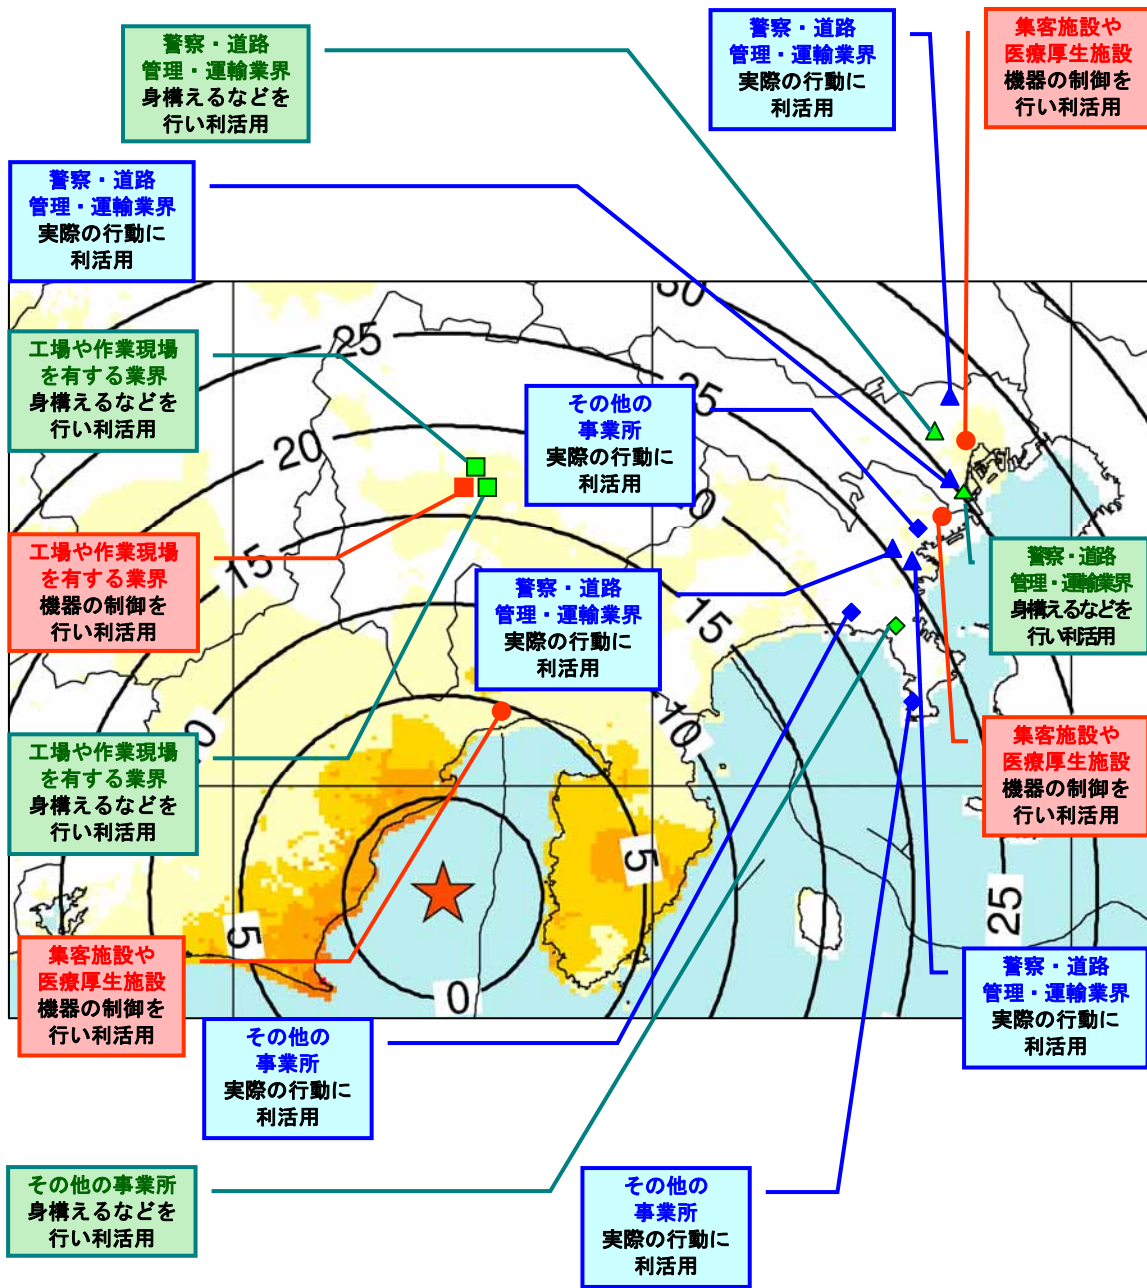 警察・道路
管理・運輸業界
身構えるなどを
行い利活用
警察・道路
管理・運輸業界
実際の行動に
利活用
集客施設や
医療厚生施設
機器の制御を
行い利活用
警察・道路
管理・運輸業界
実際の行動に
利活用
30
25
25
20
20
15
15
10
10
5
5
0
25
工場や作業現場
を有する業界
身構えるなどを
行い利活用
その他の
事業所
実際の行動に
利活用
工場や作業現場
を有する業界
機器の制御を
行い利活用
警察・道路
管理・運輸業界
実際の行動に
利活用
警察・道路
管理・運輸業界
身構えるなどを
行い利活用
工場や作業現場
を有する業界
身構えるなどを
行い利活用
集客施設や
医療厚生施設
機器の制御を
行い利活用
集客施設や
医療厚生施設
機器の制御を
行い利活用
警察・道路
管理・運輸業界
実際の行動に
利活用
その他の
事業所
実際の行動に
利活用
その他の事業所
身構えるなどを
行い利活用
その他の
事業所
実際の行動に
利活用